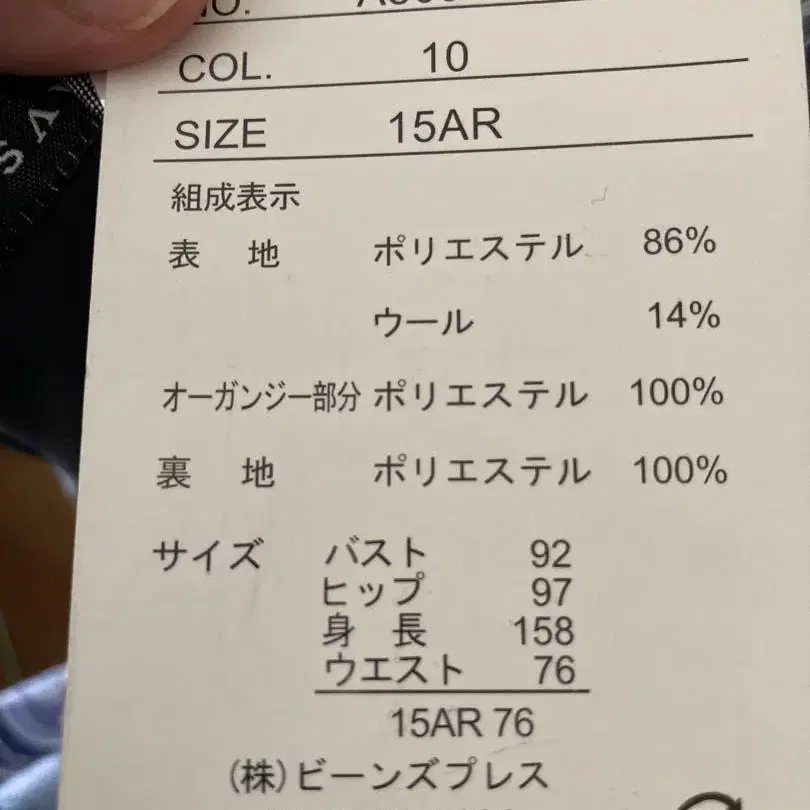 NO.
COL. 10
SIZE 15AR
組成表示
表 地 ポリエステル 86%
ウール 14%
オーガンジー部分 ポリエステル 100%
裏 地 ポリエステル 100%
サイズ バスト 92
ヒップ 97
身 長 158
ウエスト 76
15AR 76
(株)ビーンズプレス